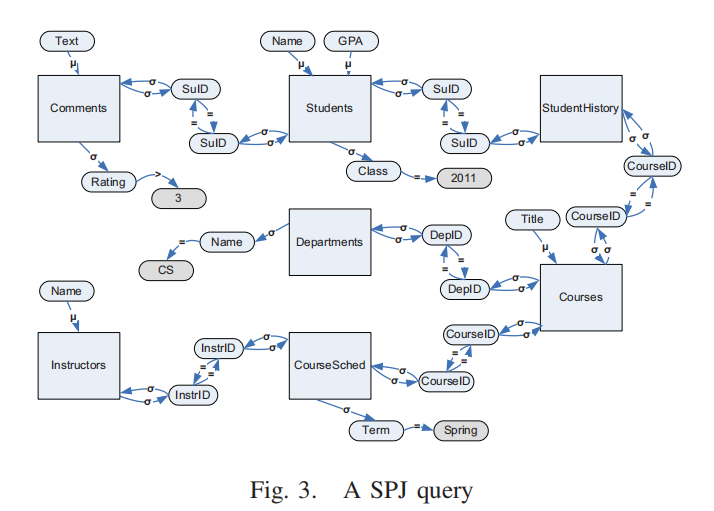 Text
Name
GPA
μ
μ
μ
Comments
σ
σ
SuID
=
=
SuID
σ
σ
Students
σ
σ
SuID
=
=
SuID
σ
σ
StudentHistory
σ
σ
CourseID
σ
Rating
>
3
σ
Class
=
2011
=
=
CourseID
Title
μ
σ
σ
CS
=
Name
σ
Departments
σ
σ
DepID
=
=
DepID
σ
σ
Courses
Name
μ
Instructors
σ
σ
InstrID
=
=
InstrID
σ
σ
CourseSched
σ
σ
CourseID
=
=
CourseID
σ
σ
σ
Term
=
Spring
Fig. 3. A SPJ query